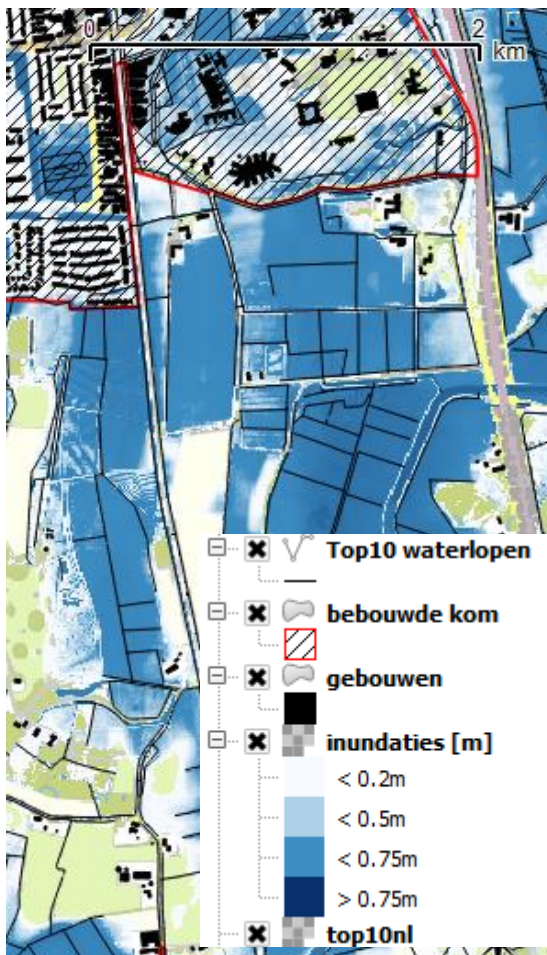 0 2
km
Top10 waterlopen
bebouwde kom
gebouwen
inundaties [m]
< 0.2m
< 0.5m
< 0.75m
> 0.75m
top10nl